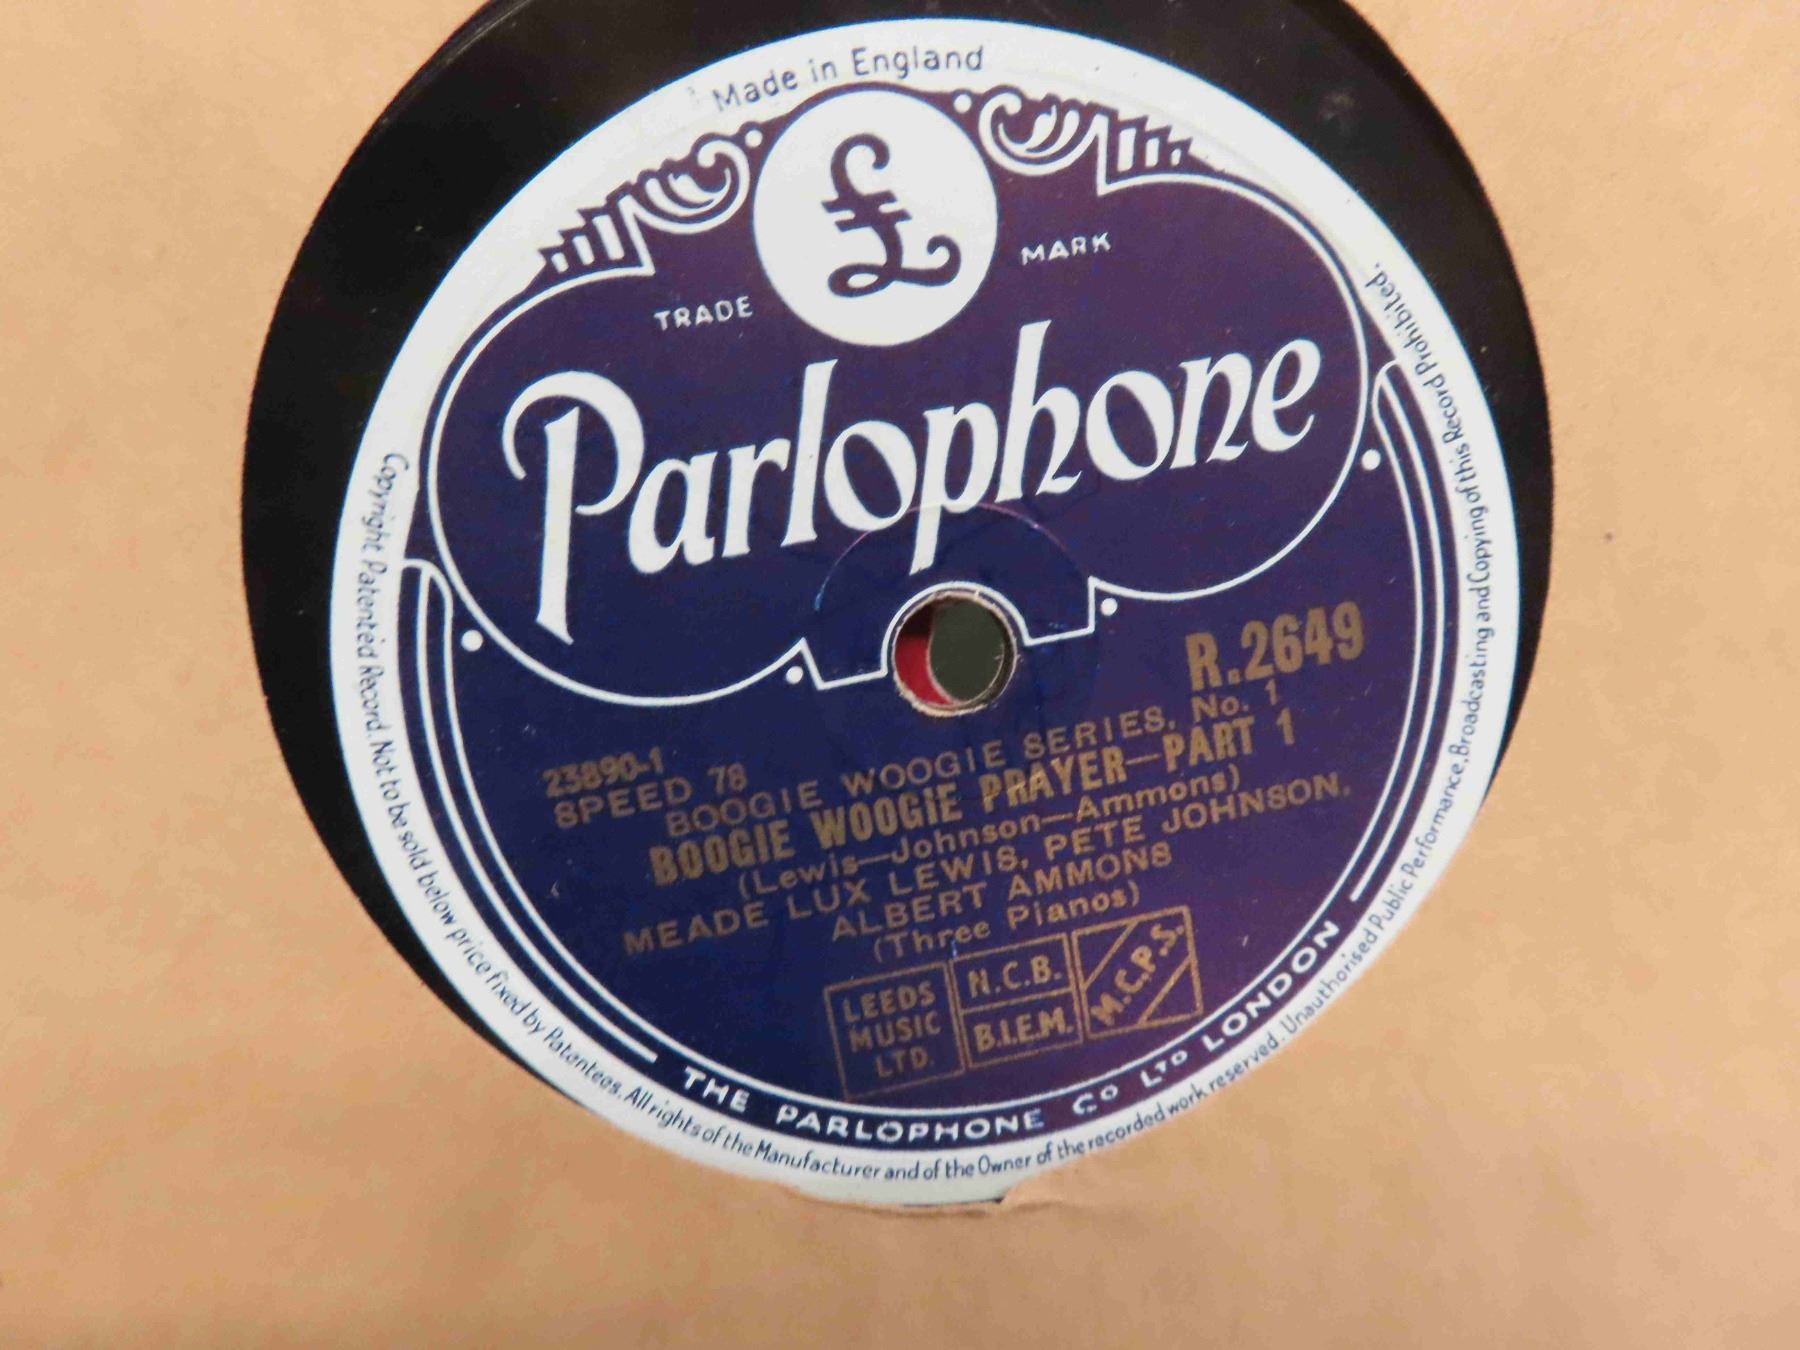 Made in England
£
TRADE MARK
Parlophone
R.2649
23890-1
SPEED 78
BOOGIE WOOGIE SERIES, No. 1
BOOGIE WOOGIE PRAYER—PART 1
(Lewis—Johnson—Ammons)
MEADE LUX LEWIS, PETE JOHNSON,
ALBERT AMMONS
(Three Pianos)
LEEDS
MUSIC
LTD.
N.C.B.
B.I.E.M.
M.C.P.S.
THE PARLOPHONE CO LTD LONDON
Copyright Patented Record. Not to be sold below price fixed by Patentees. All rights of the Manufacturer and of the Owner of the recorded work reserved. Unauthorised Public Performance, Broadcasting and Copying of this Record Prohibited.